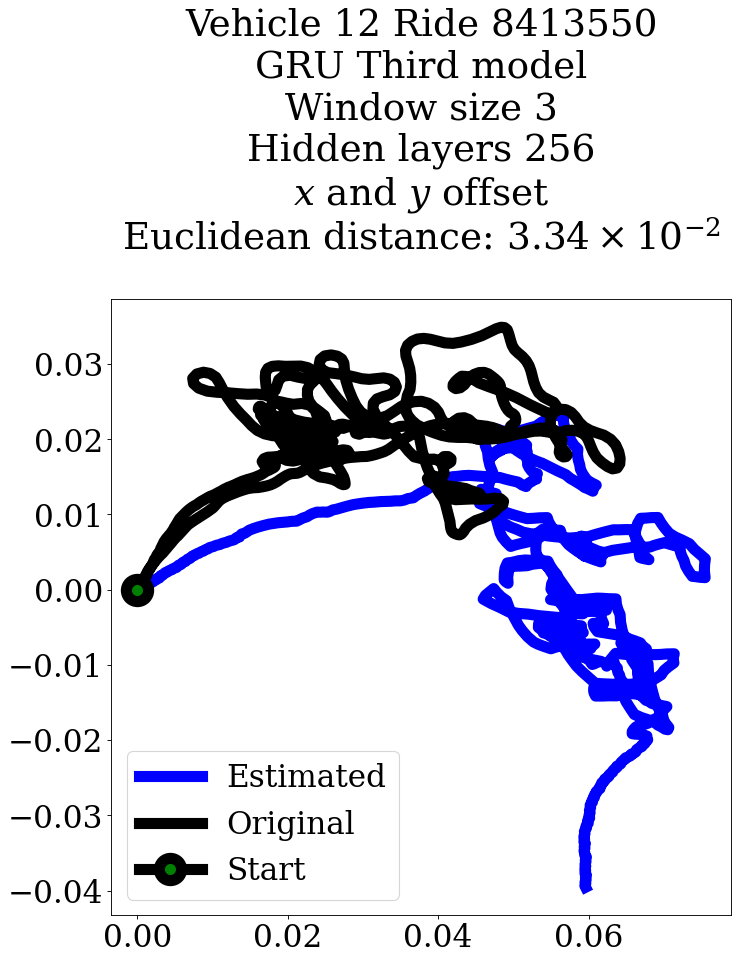 Vehicle 12 Ride 8413550
GRU Third model
Window size 3
Hidden layers 256
x and y offset
Euclidean distance: 3.34 × 10⁻²
0.03
0.02
0.01
0.00
−0.01
−0.02
−0.03
−0.04
Estimated
Original
Start
0.00 0.02 0.04 0.06